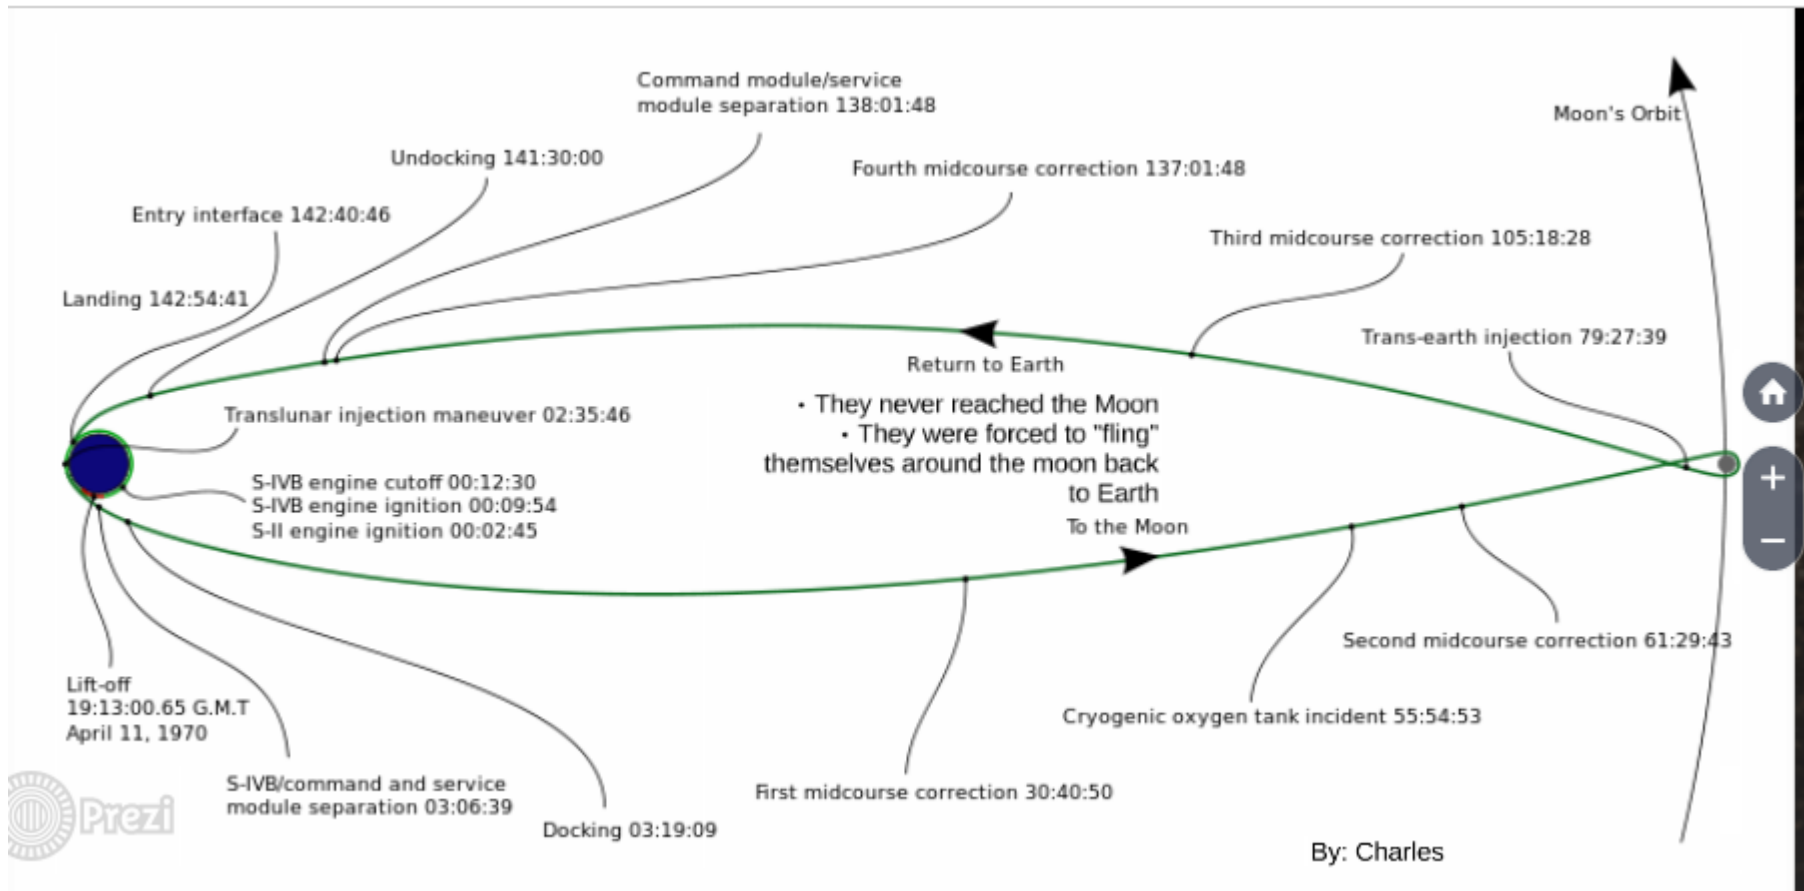 Command module/service
module separation 138:01:48
Moon's Orbit
Undocking 141:30:00
Fourth midcourse correction 137:01:48
Entry interface 142:40:46
Third midcourse correction 105:18:28
Landing 142:54:41
Trans-earth injection 79:27:39
Return to Earth
• They never reached the Moon
• They were forced to "fling"
themselves around the moon back
to Earth
Translunar injection maneuver 02:35:46
S-IVB engine cutoff 00:12:30
S-IVB engine ignition 00:09:54
S-II engine ignition 00:02:45
To the Moon
Second midcourse correction 61:29:43
Lift-off
19:13:00.65 G.M.T
April 11, 1970
Cryogenic oxygen tank incident 55:54:53
S-IVB/command and service
module separation 03:06:39
First midcourse correction 30:40:50
Docking 03:19:09
Prezi
By: Charles